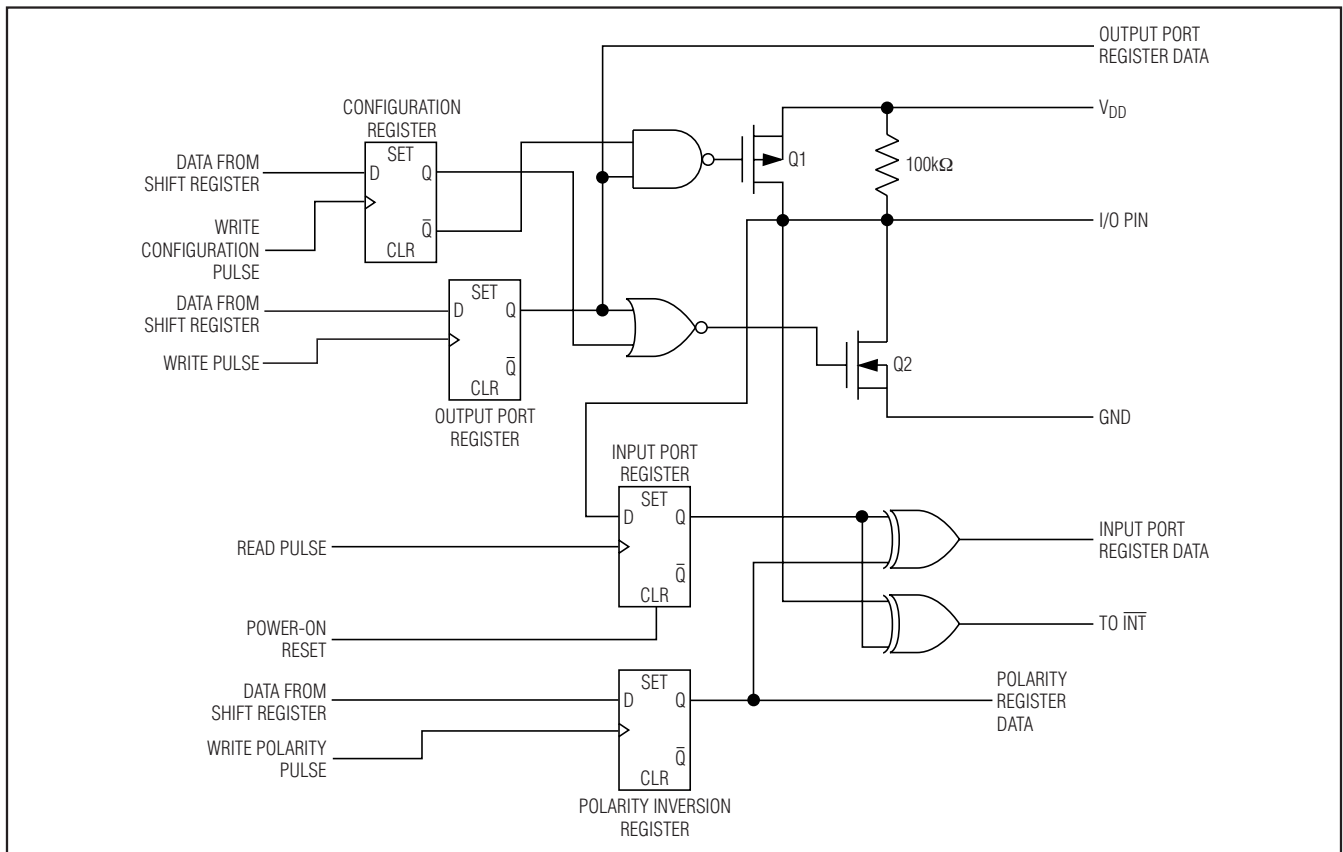 OUTPUT PORT
REGISTER DATA
CONFIGURATION
REGISTER
V_DD
DATA FROM
SHIFT REGISTER
SET
D
Q
Q̅
CLR
Q1
100kΩ
WRITE
CONFIGURATION
PULSE
I/O PIN
DATA FROM
SHIFT REGISTER
SET
D
Q
Q̅
CLR
WRITE PULSE
OUTPUT PORT
REGISTER
Q2
GND
INPUT PORT
REGISTER
SET
D
Q
Q̅
CLR
READ PULSE
INPUT PORT
REGISTER DATA
POWER-ON
RESET
TO I̅N̅T̅
DATA FROM
SHIFT REGISTER
SET
D
Q
Q̅
CLR
POLARITY
REGISTER
DATA
WRITE POLARITY
PULSE
POLARITY INVERSION
REGISTER